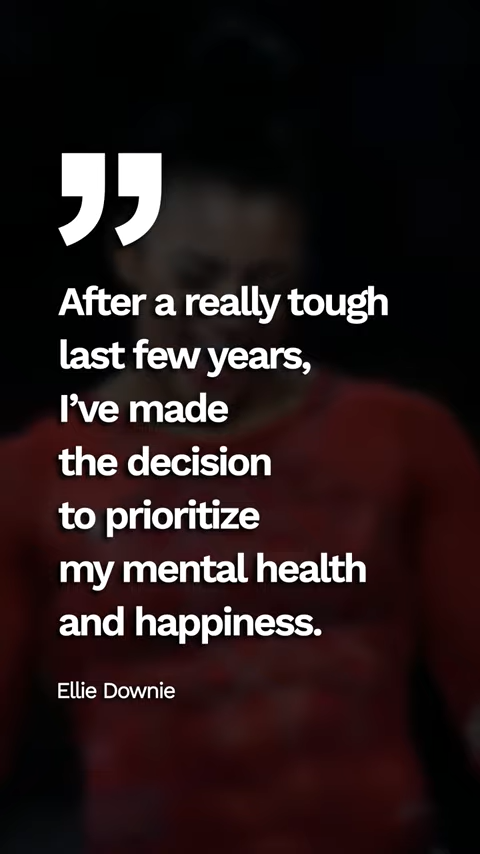 ”
After a really tough
last few years,
I’ve made
the decision
to prioritize
my mental health
and happiness.
Ellie Downie